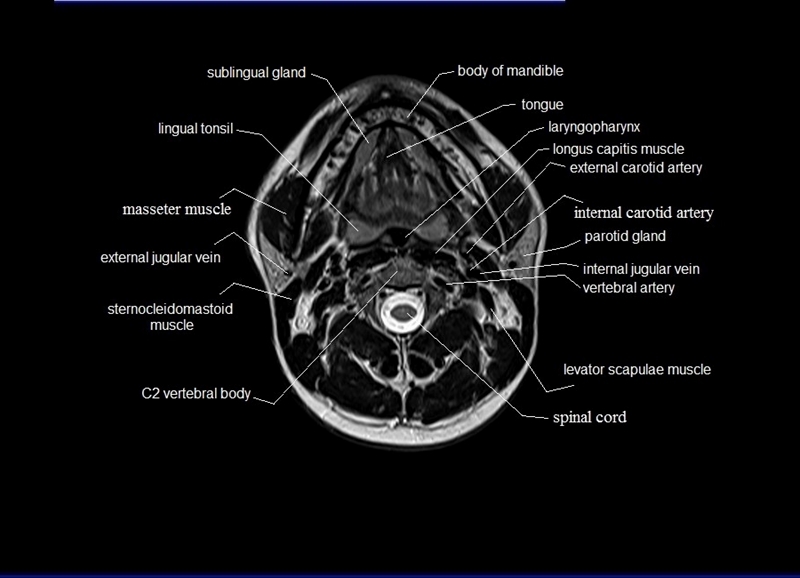 sublingual gland
body of mandible
tongue
lingual tonsil
laryngopharynx
longus capitis muscle
external carotid artery
masseter muscle
internal carotid artery
parotid gland
external jugular vein
internal jugular vein
vertebral artery
sternocleidomastoid
muscle
levator scapulae muscle
C2 vertebral body
spinal cord